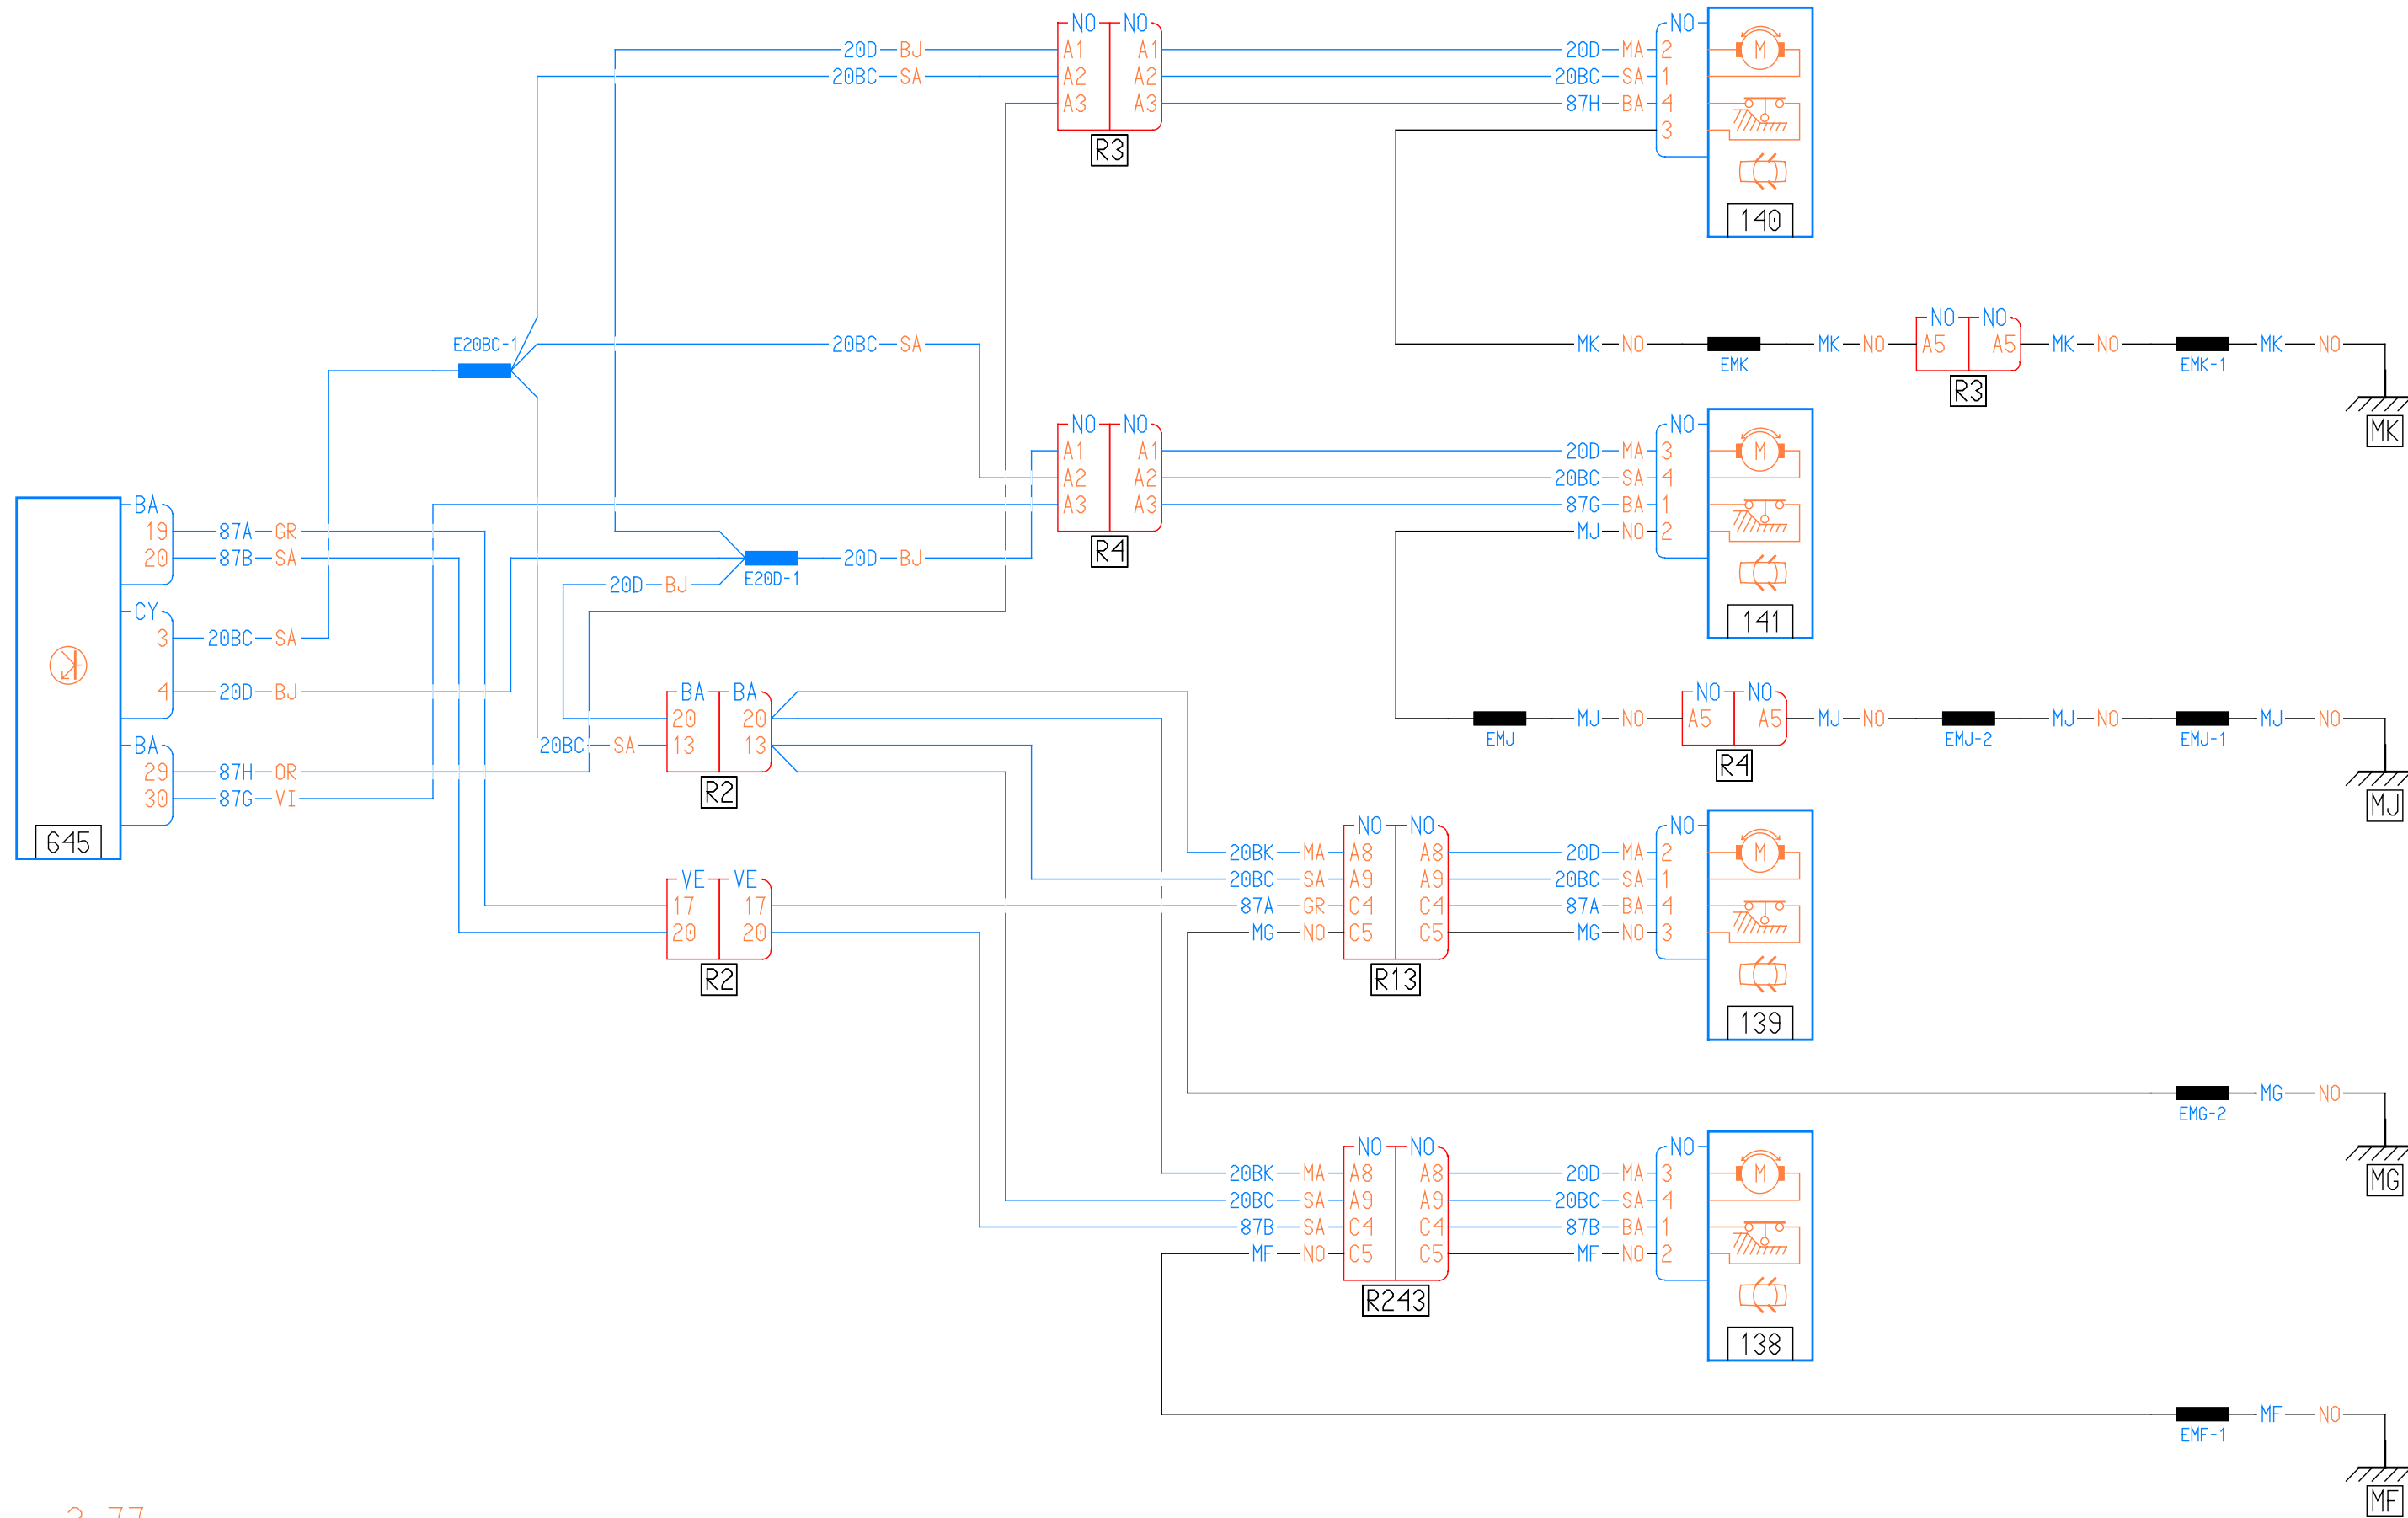 NO NO NO
20D BJ A1 A1 20D MA 2 M
20BC SA A2 A2 20BC SA 1
A3 A3 87H BA 4
3
R3
140
NO NO
E20BC-1 20BC SA MK NO MK NO A5 A5 MK NO MK NO
EMK EMK-1
R3
NO NO NO MK
A1 A1 20D MA 3 M
A2 A2 20BC SA 4
BA A3 A3 87G BA 1
19 87A GR MJ NO 2
20 87B SA 20D BJ R4
20D BJ E20D-1
CY 141
3 20BC SA
4 20D BJ BA BA NO NO
20 20 MJ NO A5 A5 MJ NO MJ NO MJ NO
BA 20BC SA 13 13 EMJ EMJ-2 EMJ-1
29 87H OR R4
30 87G VI R2 MJ
645 NO NO NO
20BK MA A8 A8 20D MA 2 M
VE VE 20BC SA A9 A9 20BC SA 1
17 17 87A GR C4 C4 87A BA 4
20 20 MG NO C5 C5 MG NO 3
R2 R13
139
MG NO
EMG-2
NO NO NO
20BK MA A8 A8 20D MA 3 M MG
20BC SA A9 A9 20BC SA 4
87B SA C4 C4 87B BA 1
MF NO C5 C5 MF NO 2
R243
138
MF NO
EMF-1
MF